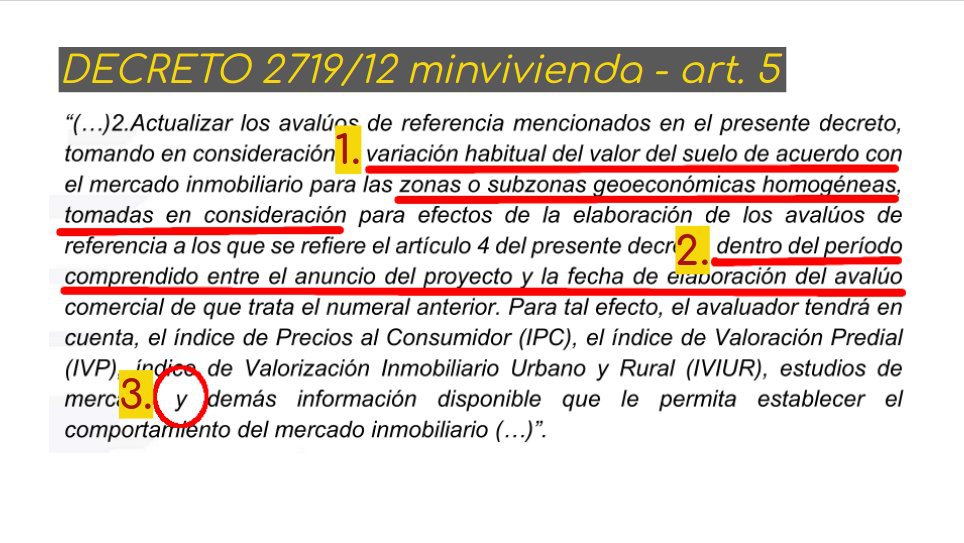 DECRETO 2719/12 minvivienda - art. 5
“(…)2.Actualizar los avalúos de referencia mencionados en el presente decreto,
tomando en consideración 1. variación habitual del valor del suelo de acuerdo con
el mercado inmobiliario para las zonas o subzonas geoeconómicas homogéneas,
tomadas en consideración para efectos de la elaboración de los avalúos de
referencia a los que se refiere el artículo 4 del presente 2. dentro del período
comprendido entre el anuncio del proyecto y la fecha de elaboración del avalúo
comercial de que trata el numeral anterior. Para tal efecto, el avaluador tendrá en
cuenta, el índice de Precios al Consumidor (IPC), el índice de Valoración Predial
(IVP), índice de Valorización Inmobiliario Urbano y Rural (IVIUR), estudios de
3. y demás información disponible que le permita establecer el
comportamiento del mercado inmobiliario (…)”.